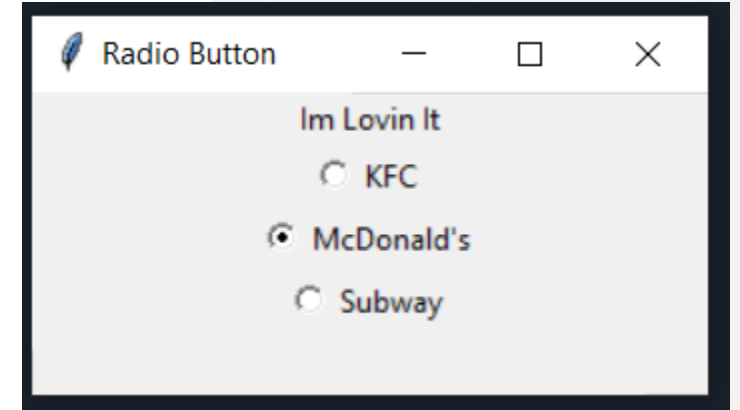 Radio Button
Im Lovin It
KFC
McDonald's
Subway